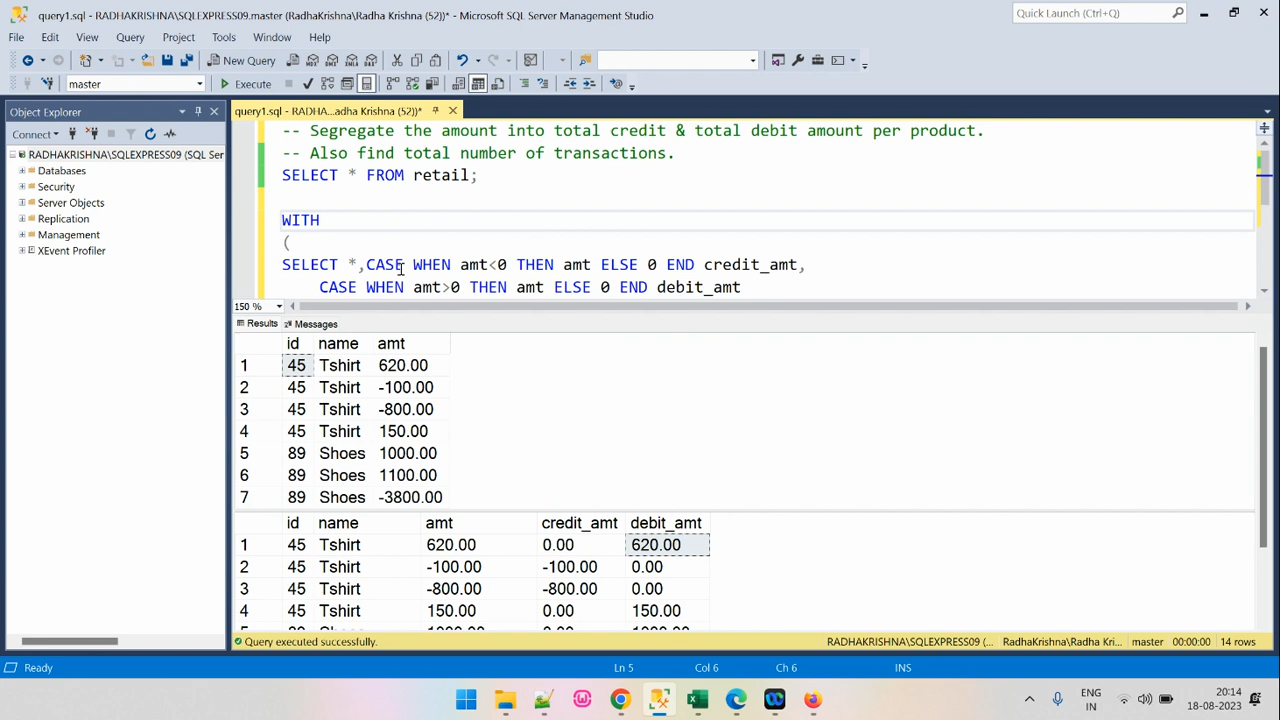 query1.sql - RADHAKRISHNA\SQLEXPRESS09.master (RadhaKrishna\Radha Krishna (52))* - Microsoft SQL Server Management Studio
Quick Launch (Ctrl+Q)
File Edit View Query Project Tools Window Help
New Query
master Execute
Object Explorer
query1.sql - RADHA...adha Krishna (52))*
Connect
RADHAKRISHNA\SQLEXPRESS09 (SQL Ser
Databases
Security
Server Objects
Replication
Management
XEvent Profiler
-- Segregate the amount into total credit & total debit amount per product.
-- Also find total number of transactions.
SELECT * FROM retail;
WITH
(
SELECT *,CASE WHEN amt<0 THEN amt ELSE 0 END credit_amt,
CASE WHEN amt>0 THEN amt ELSE 0 END debit_amt
150 %
Results Messages
id name amt
1 45 Tshirt 620.00
2 45 Tshirt -100.00
3 45 Tshirt -800.00
4 45 Tshirt 150.00
5 89 Shoes 1000.00
6 89 Shoes 1100.00
7 89 Shoes -3800.00
id name amt credit_amt debit_amt
1 45 Tshirt 620.00 0.00 620.00
2 45 Tshirt -100.00 -100.00 0.00
3 45 Tshirt -800.00 -800.00 0.00
4 45 Tshirt 150.00 0.00 150.00
Query executed successfully.
RADHAKRISHNA\SQLEXPRESS09 (... RadhaKrishna\Radha Kri... master 00:00:00 14 rows
Ready Ln 5 Col 6 Ch 6 INS
ENG
IN
20:14
18-08-2023